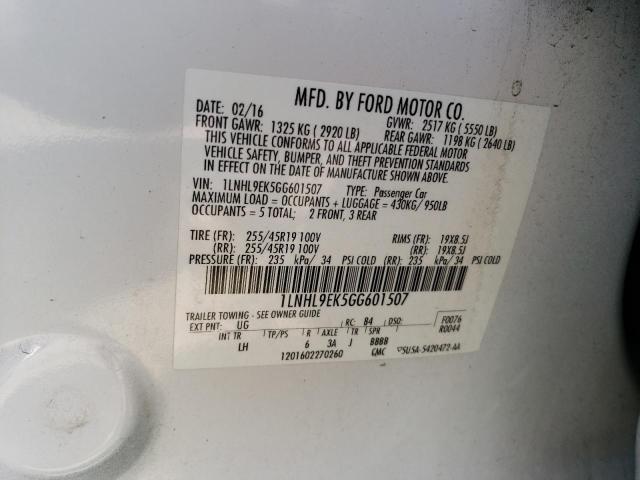 MFD. BY FORD MOTOR CO.
DATE: 02/16 GVWR: 2517 KG ( 5550 LB)
FRONT GAWR: 1325 KG ( 2920 LB) REAR GAWR: 1198 KG ( 2640 LB)
THIS VEHICLE CONFORMS TO ALL APPLICABLE FEDERAL MOTOR
VEHICLE SAFETY, BUMPER, AND THEFT PREVENTION STANDARDS
IN EFFECT ON THE DATE OF MANUFACTURE SHOWN ABOVE.
VIN: 1LNHL9EK5GG601507 TYPE: Passenger Car
MAXIMUM LOAD = OCCUPANTS + LUGGAGE = 430KG/ 950LB
OCCUPANTS = 5 TOTAL; 2 FRONT, 3 REAR
TIRE (FR): 255/45R19 100V RIMS (FR): 19X8.5J
(RR): 255/45R19 100V (RR): 19X8.5J
PRESSURE (FR): 235 kPa/ 34 PSI COLD (RR): 235 kPa/ 34 PSI COLD
1LNHL9EK5GG601507
TRAILER TOWING - SEE OWNER GUIDE
EXT PNT: UG RC: 84 DSO: F0076
R0044
INT TR TP/PS R AXLE TR SPR
LH 6 3A J BBBB
1201602270260 GMC 5U5A-5420472-AA